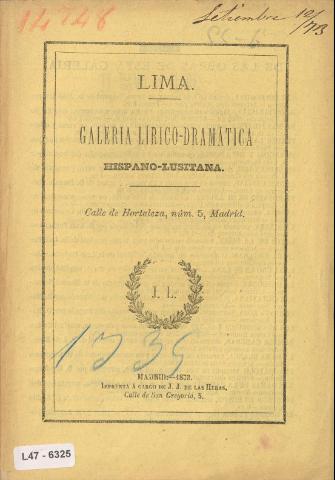 14748
Setiembre 12/73
LIMA.
GALERIA LÍRICO-DRAMÁTICA
HISPANO-LUSITANA.
Calle de Hortaleza, núm. 5, Madrid.
J. L.
1735
MADRID:—1873.
IMPRENTA Á CARGO DE J. J. DE LAS HERAS,
Calle de San Gregorio, 5.
L47 - 6325